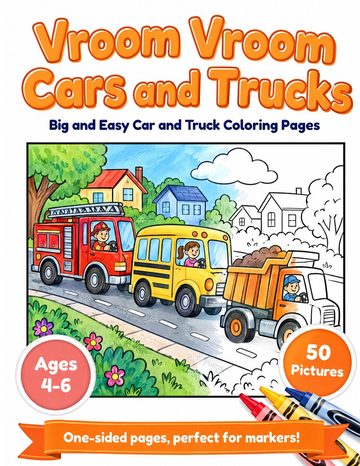 Vroom Vroom
Cars and Trucks
Big and Easy Car and Truck Coloring Pages
Ages
4-6
50
Pictures
One-sided pages, perfect for markers!